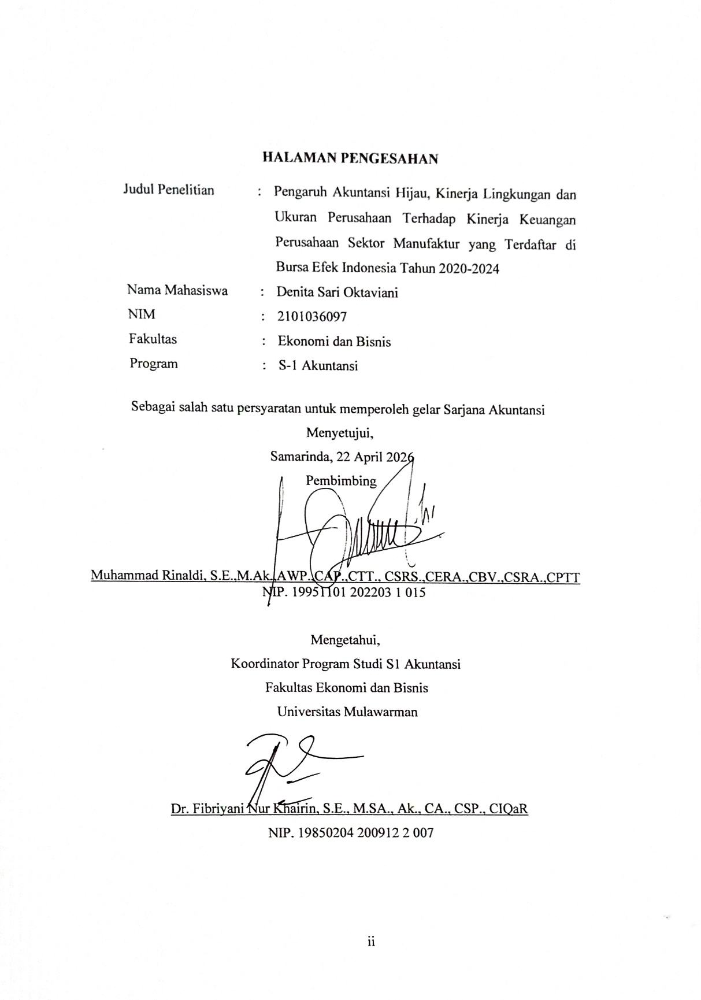 HALAMAN PENGESAHAN
Judul Penelitian : Pengaruh Akuntansi Hijau, Kinerja Lingkungan dan
Ukuran Perusahaan Terhadap Kinerja Keuangan
Perusahaan Sektor Manufaktur yang Terdaftar di
Bursa Efek Indonesia Tahun 2020-2024
Nama Mahasiswa : Denita Sari Oktaviani
NIM : 2101036097
Fakultas : Ekonomi dan Bisnis
Program : S-1 Akuntansi
Sebagai salah satu persyaratan untuk memperoleh gelar Sarjana Akuntansi
Menyetujui,
Samarinda, 22 April 2026
Pembimbing
Muhammad Rinaldi, S.E.,M.Ak.,AWP.,CAP.,CTT., CSRS.,CERA.,CBV.,CSRA.,CPTT
NIP. 19951101 202203 1 015
Mengetahui,
Koordinator Program Studi S1 Akuntansi
Fakultas Ekonomi dan Bisnis
Universitas Mulawarman
Dr. Fibriyani Nur Khairin, S.E., M.SA., Ak., CA., CSP., CIQaR
NIP. 19850204 200912 2 007
ii